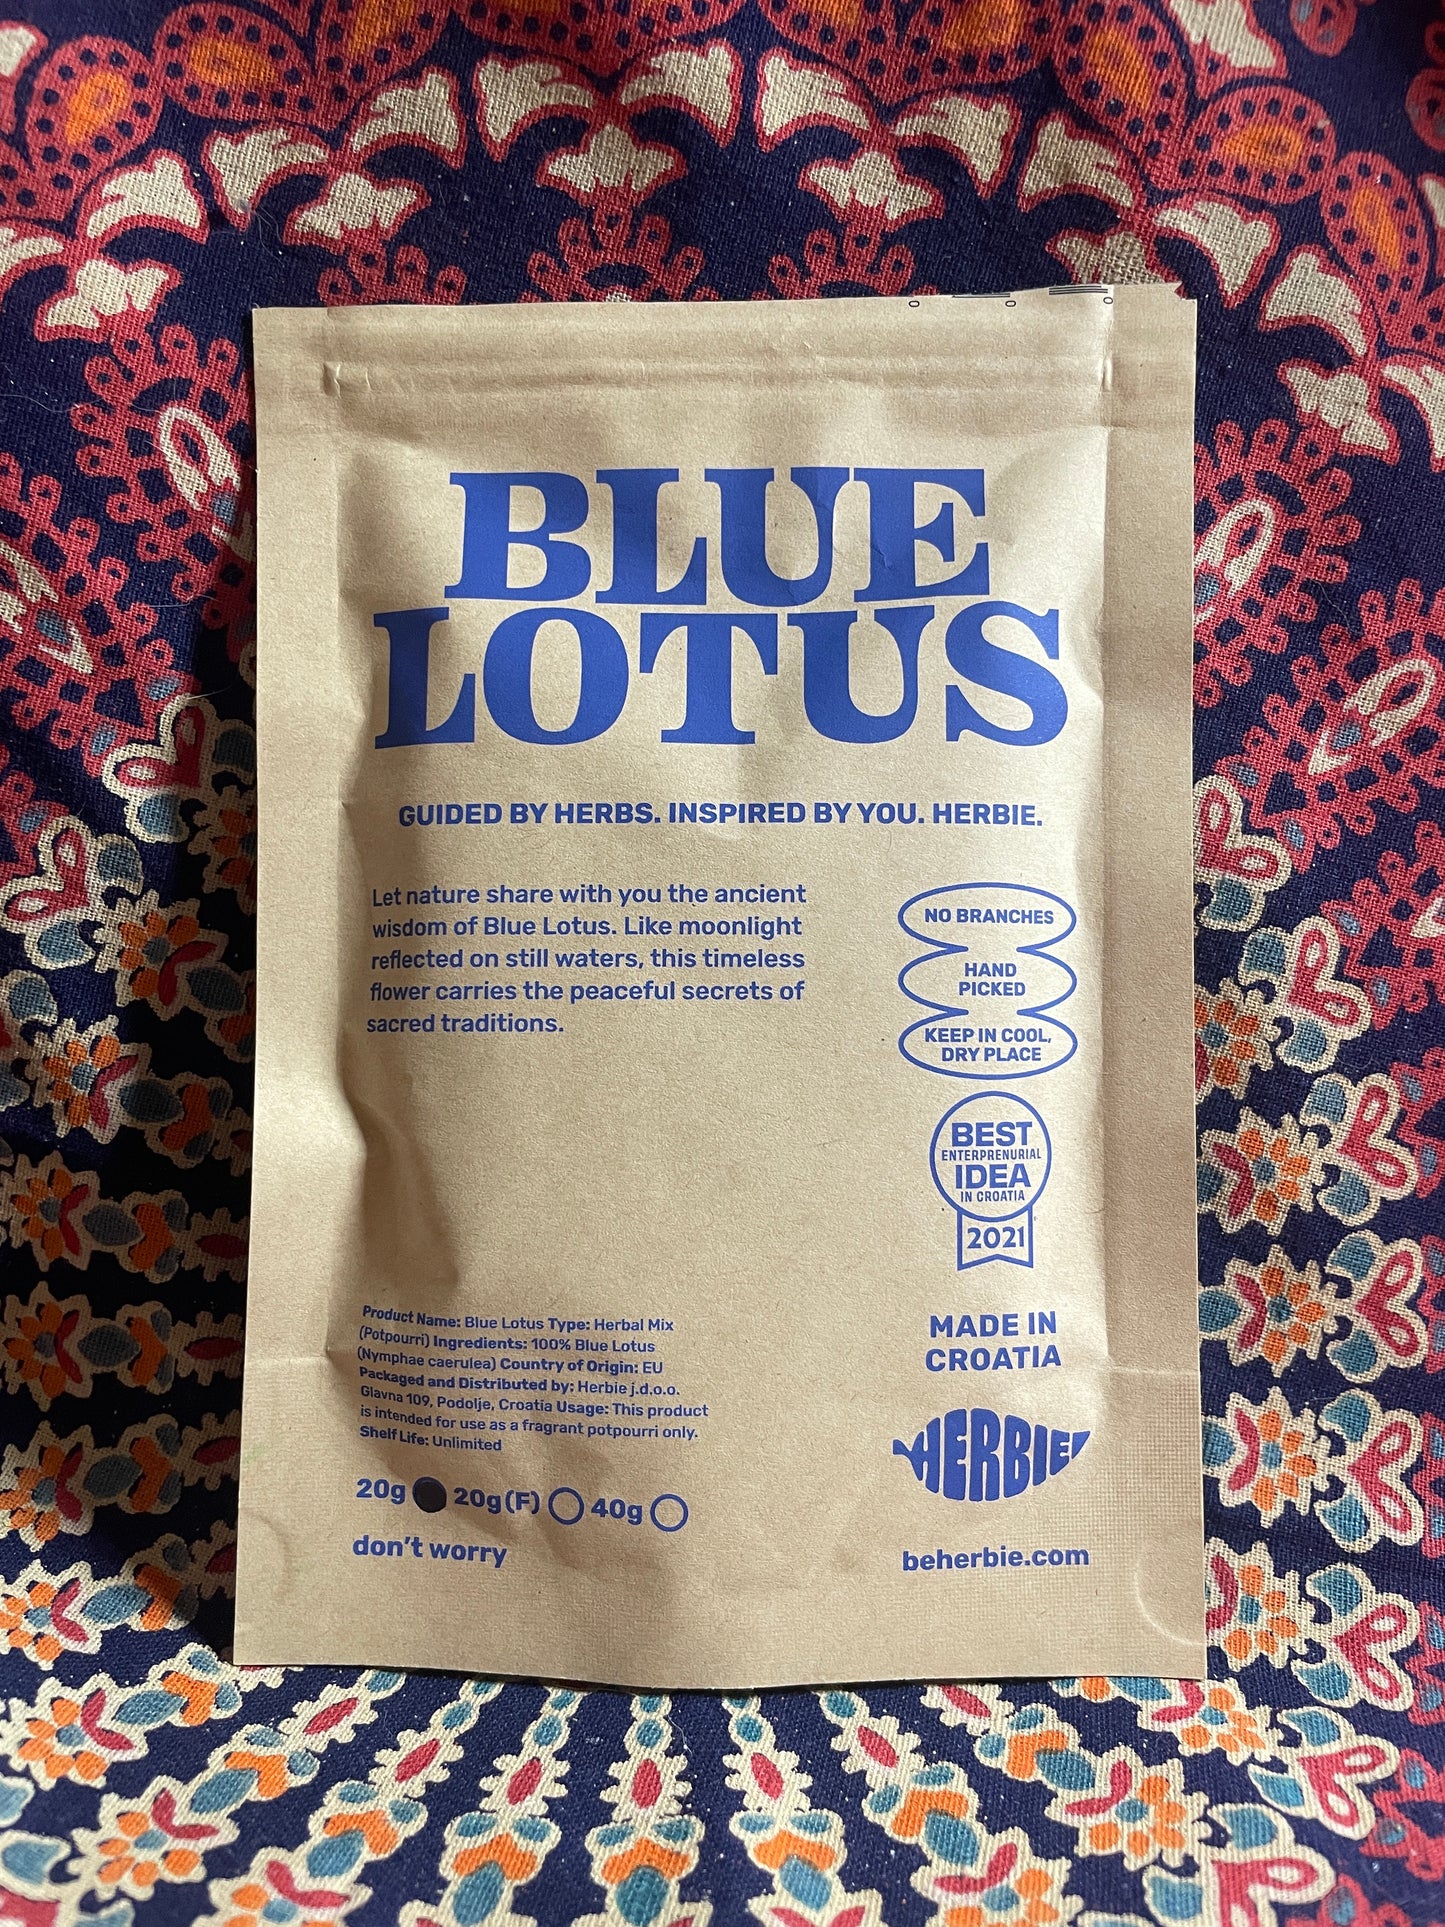 BLUE
LOTUS
GUIDED BY HERBS. INSPIRED BY YOU. HERBIE.
Let nature share with you the ancient
wisdom of Blue Lotus. Like moonlight
reflected on still waters, this timeless
flower carries the peaceful secrets of
sacred traditions.
NO BRANCHES
HAND
PICKED
KEEP IN COOL,
DRY PLACE
BEST
ENTERPRENURIAL
IDEA
IN CROATIA
2021
MADE IN
CROATIA
Product Name: Blue Lotus Type: Herbal Mix
(Potpourri) Ingredients: 100% Blue Lotus
(Nymphae caerulea) Country of Origin: EU
Packaged and Distributed by: Herbie j.d.o.o.
Glavna 109, Podolje, Croatia Usage: This product
is intended for use as a fragrant potpourri only.
Shelf Life: Unlimited
HERBIE!
20g 20g(F) 40g
don't worry
beherbie.com